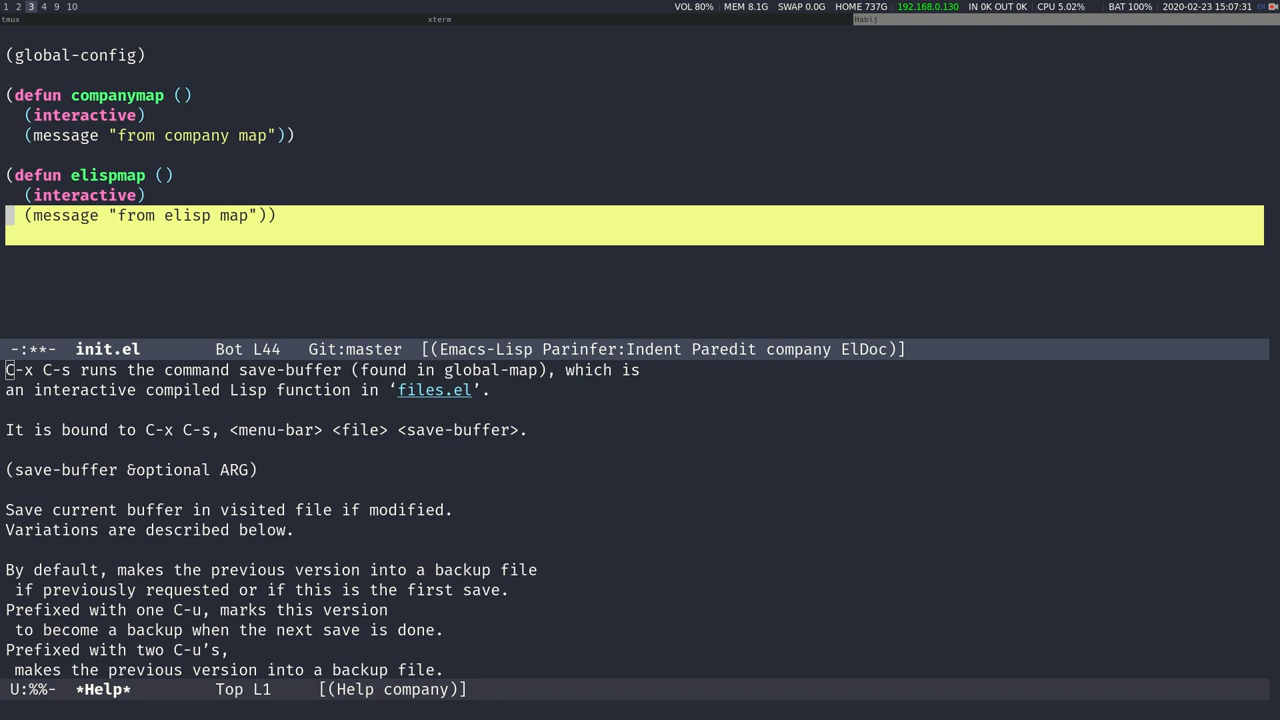 1 2 3 4 9 10 VOL 80% MEM 8.1G SWAP 0.0G HOME 737G 192.168.0.130 IN 0K OUT 0K CPU 5.02% BAT 100% 2020-02-23 15:07:31 EN
tmux xterm Habij
(global-config)
(defun companymap ()
(interactive)
(message "from company map"))
(defun elispmap ()
(interactive)
(message "from elisp map"))
-:**- init.el Bot L44 Git:master [(Emacs-Lisp Parinfer:Indent Paredit company ElDoc)]
C-x C-s runs the command save-buffer (found in global-map), which is
an interactive compiled Lisp function in ‘files.el’.
It is bound to C-x C-s, <menu-bar> <file> <save-buffer>.
(save-buffer &optional ARG)
Save current buffer in visited file if modified.
Variations are described below.
By default, makes the previous version into a backup file
if previously requested or if this is the first save.
Prefixed with one C-u, marks this version
to become a backup when the next save is done.
Prefixed with two C-u’s,
makes the previous version into a backup file.
U:%%- *Help* Top L1 [(Help company)]